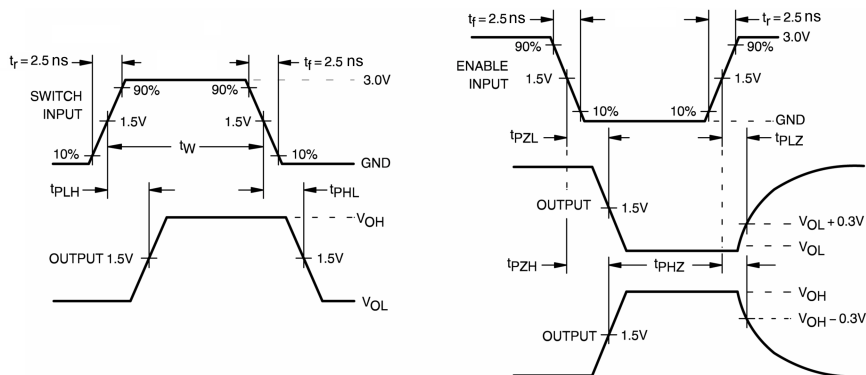 tr = 2.5 ns
tf = 2.5 ns
90%
90%
3.0V
SWITCH
INPUT
1.5V
1.5V
10%
tW
10%
GND
tPLH
tPHL
VOH
OUTPUT 1.5V
1.5V
VOL
tf = 2.5 ns
tr = 2.5 ns
3.0V
90%
90%
ENABLE
INPUT
1.5V
1.5V
10%
10%
GND
tPZL
tPLZ
OUTPUT
1.5V
VOL + 0.3V
VOL
tPZH
tPHZ
VOH
VOH − 0.3V
OUTPUT
1.5V